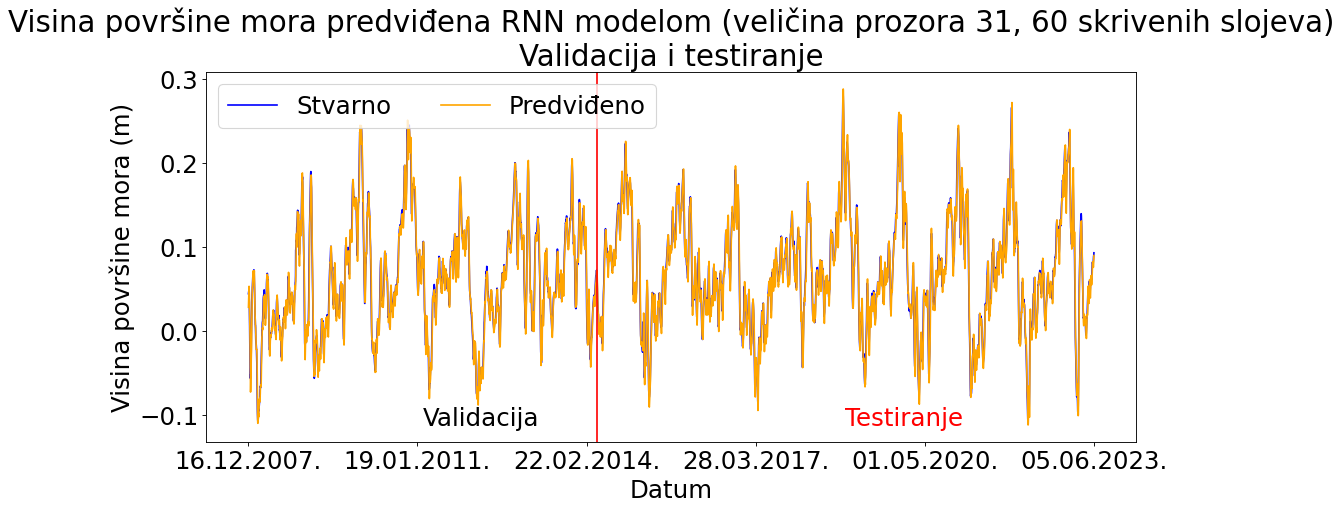 Visina površine mora predviđena RNN modelom (veličina prozora 31, 60 skrivenih slojeva)
Validacija i testiranje
Stvarno
Predviđeno
Visina površine mora (m)
0.3
0.2
0.1
0.0
−0.1
Validacija
Testiranje
16.12.2007.
19.01.2011.
22.02.2014.
28.03.2017.
01.05.2020.
05.06.2023.
Datum